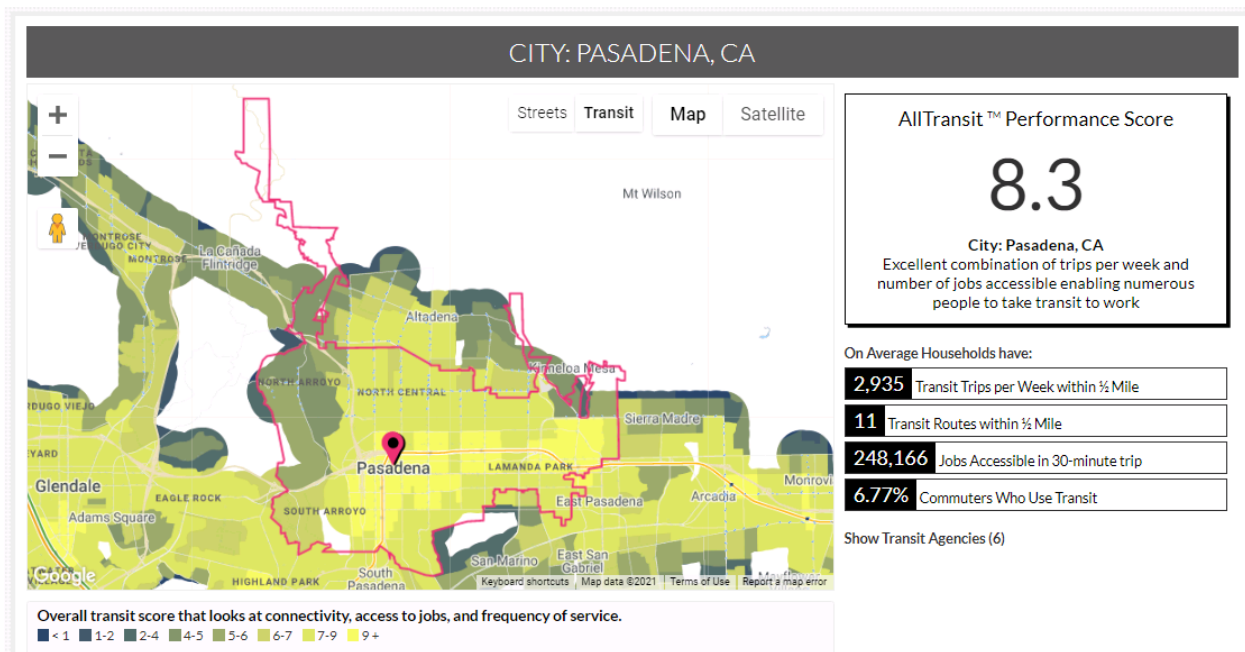 CITY: PASADENA, CA
+
−
Streets
Transit
Map
Satellite
Mt Wilson
MONTROSE
MONTROSE
La Cañada
Flintridge
Altadena
Kinneloa Mesa
NORTH ARROYO
NORTH CENTRAL
Sierra Madre
Pasadena
LAMANDA PARK
Glendale
EAGLE ROCK
SOUTH ARROYO
East Pasadena
Arcadia
Adams Square
San Marino
East San
Gabriel
HIGHLAND PARK
South
Pasadena
Google
Keyboard shortcuts
Map data ©2021
Terms of Use
Report a map error
Overall transit score that looks at connectivity, access to jobs, and frequency of service.
< 1 1-2 2-4 4-5 5-6 6-7 7-9 9 +
AllTransit ™ Performance Score
8.3
City: Pasadena, CA
Excellent combination of trips per week and
number of jobs accessible enabling numerous
people to take transit to work
On Average Households have:
2,935 Transit Trips per Week within ½ Mile
11 Transit Routes within ½ Mile
248,166 Jobs Accessible in 30-minute trip
6.77% Commuters Who Use Transit
Show Transit Agencies (6)